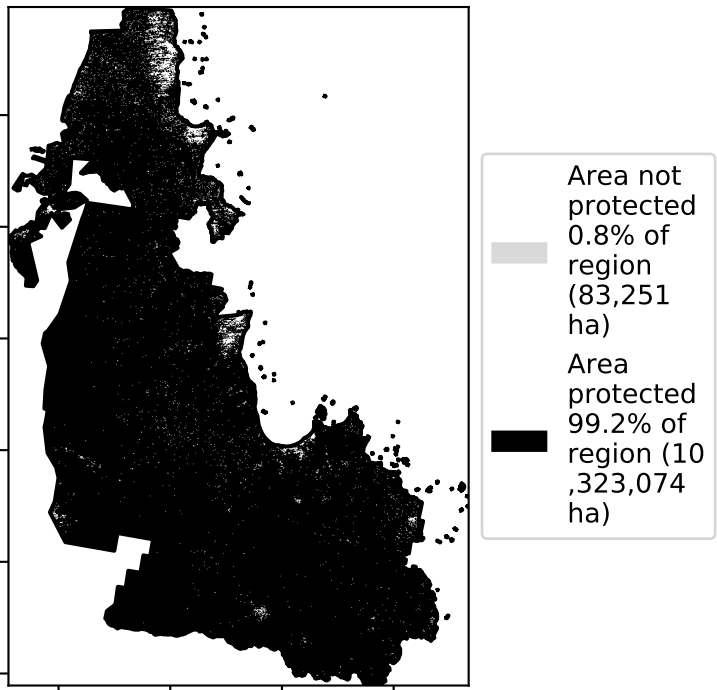 Area not
protected
0.8% of
region
(83,251
ha)
Area
protected
99.2% of
region (10
,323,074
ha)